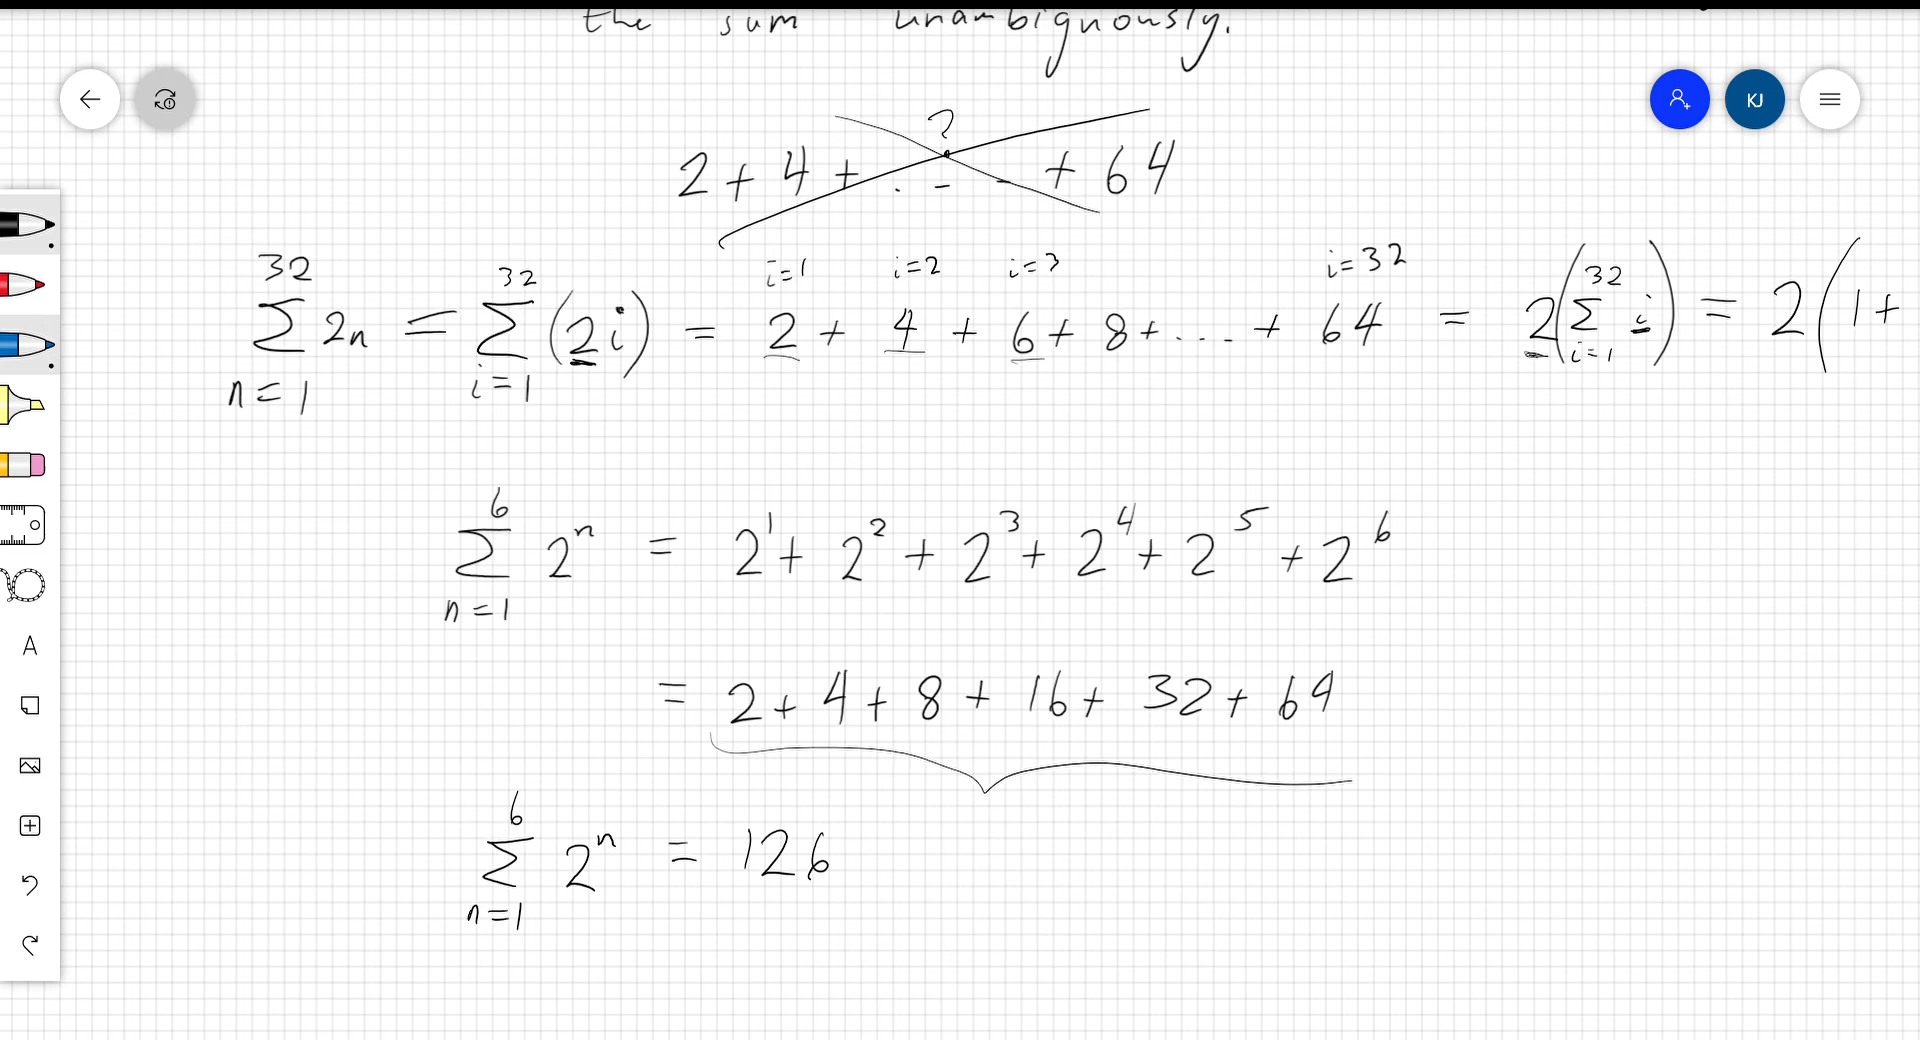 the sum unambiguously.
?
2 + 4 + . - - + 64
32 32 i=1 i=2 i=3 i=32 32
∑ 2n = ∑ (2i) = 2 + 4 + 6 + 8 + .... + 64 = 2(∑ i) = 2(1 +
n=1 i=1 i=1
6
∑ 2ⁿ = 2¹ + 2² + 2³ + 2⁴ + 2⁵ + 2⁶
n=1
= 2 + 4 + 8 + 16 + 32 + 64
6
∑ 2ⁿ = 126
n=1
KJ
A